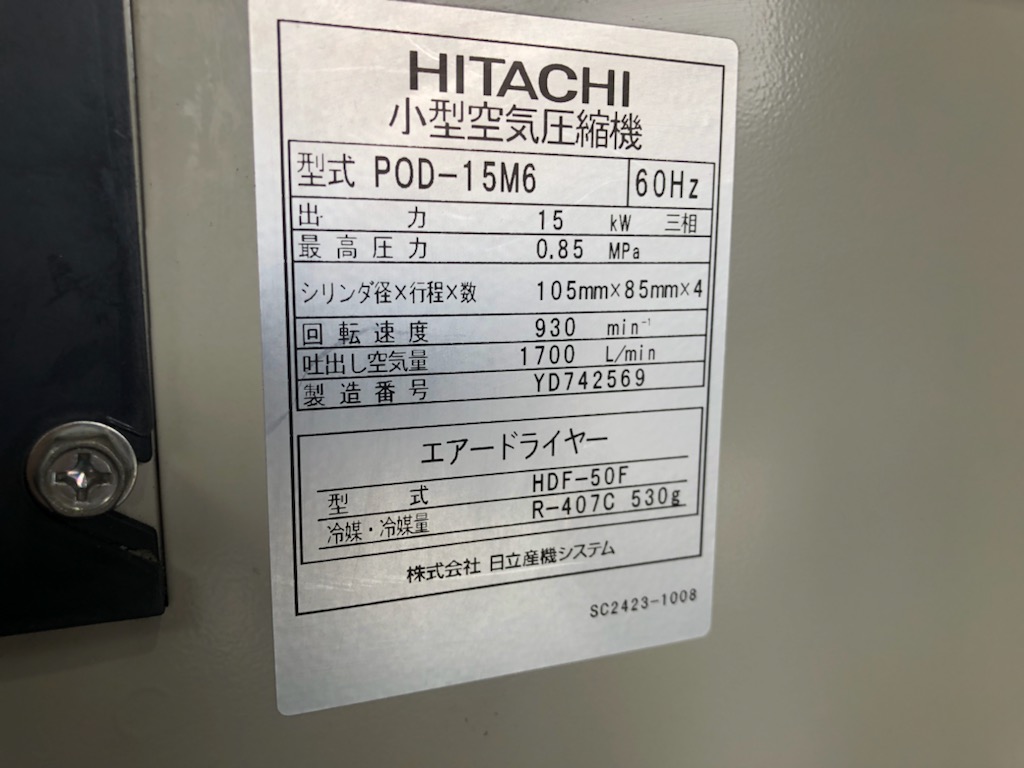 HITACHI
小型空気圧縮機
型式 POD-15M6 60Hz
出力 15 kW 三相
最高圧力 0.85 MPa
シリンダ径×行程×数 105mm×85mm×4
回転速度 930 min⁻¹
吐出し空気量 1700 L/min
製造番号 YD742569
エアードライヤー
型式 HDF-50F
冷媒・冷媒量 R-407C 530g
株式会社 日立産機システム
SC2423-1008